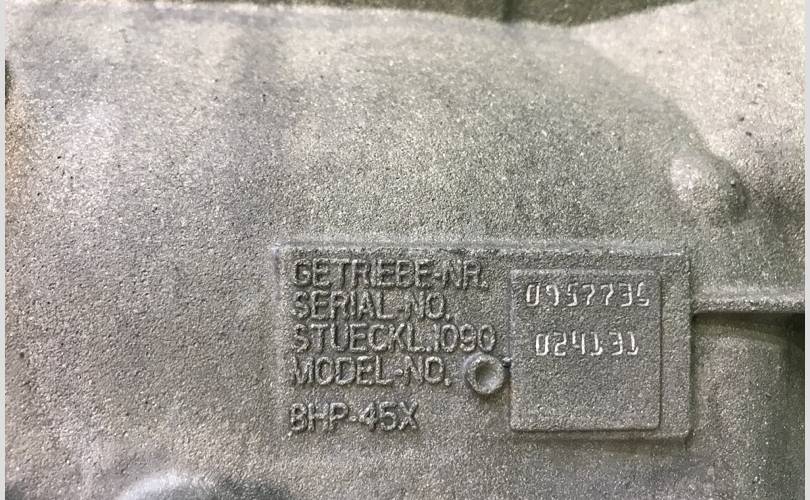 GETRIEBE-NR.
SERIAL-NO. 0957735
STUECKL.1090
MODEL-NO. 024131
8HP-45X